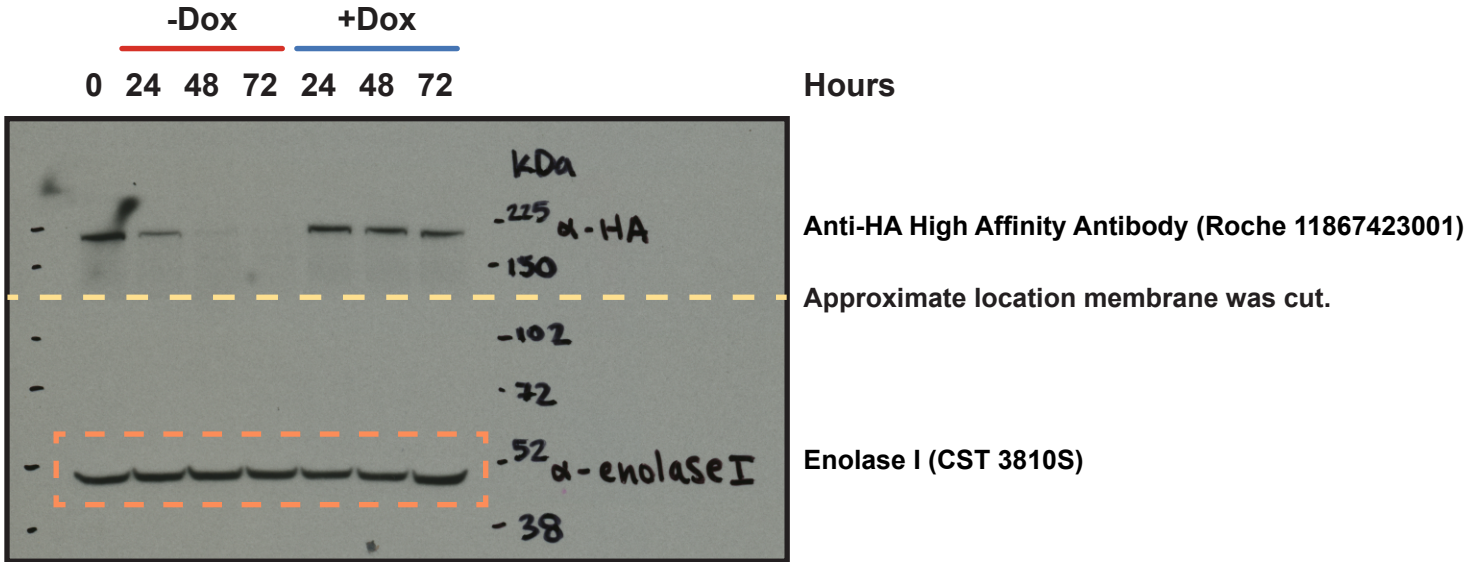 -Dox +Dox
0 24 48 72 24 48 72 Hours
kDa
-225 α-HA Anti-HA High Affinity Antibody (Roche 11867423001)
-150
Approximate location membrane was cut.
-102
-72
-52 α-enolase I Enolase I (CST 3810S)
-38